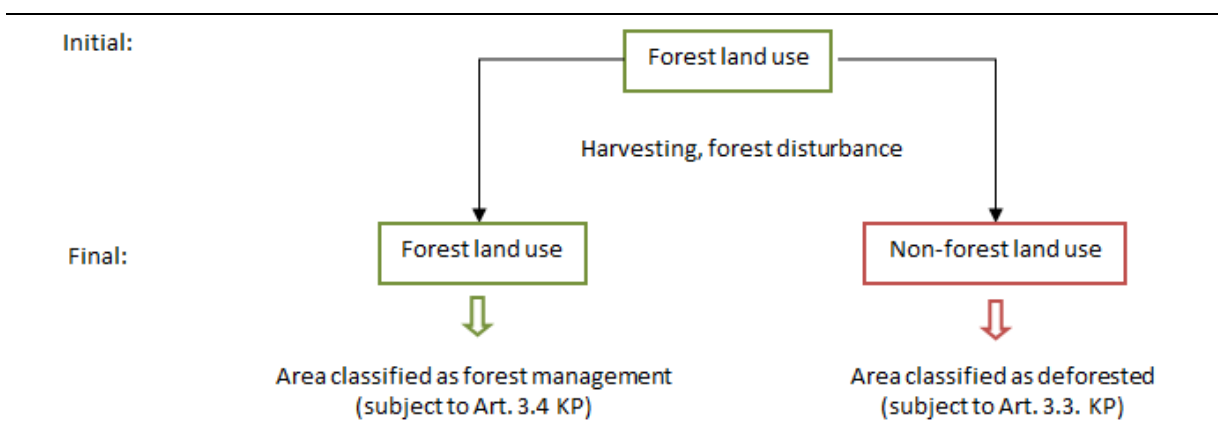 Initial:
Forest land use
Harvesting, forest disturbance
Final:
Forest land use
Non-forest land use
Area classified as forest management
(subject to Art. 3.4 KP)
Area classified as deforested
(subject to Art. 3.3. KP)